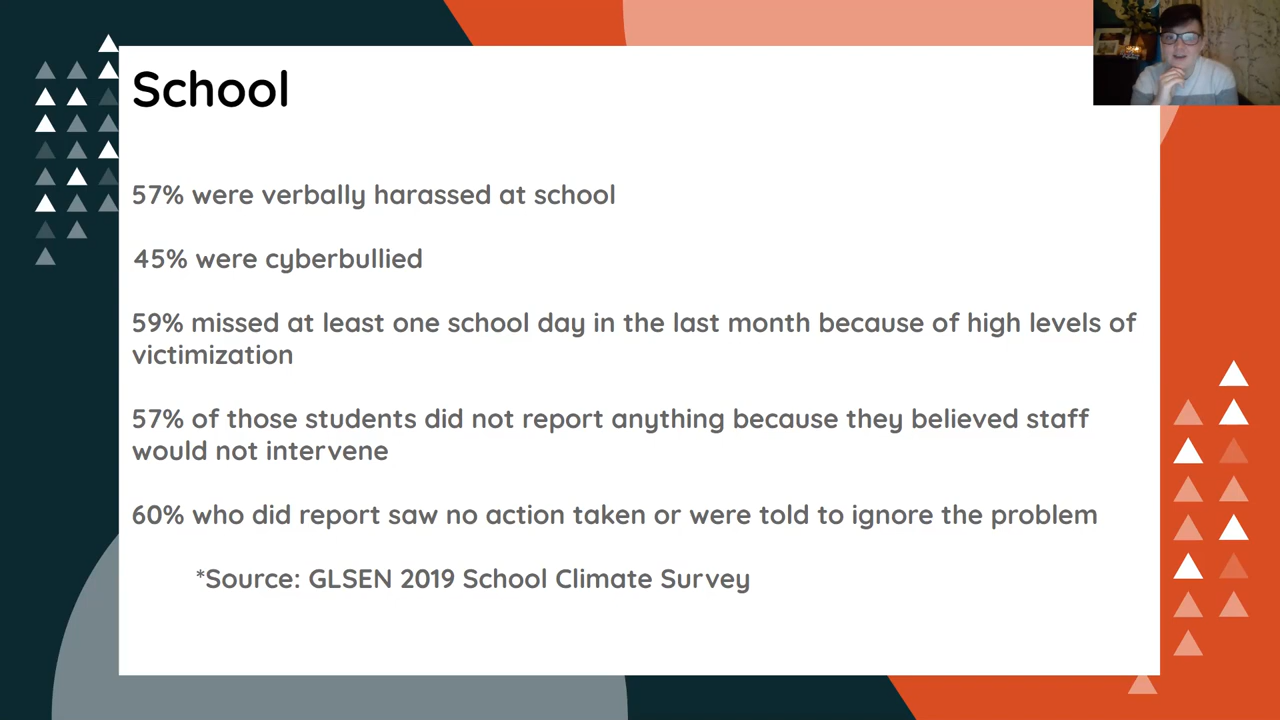 School
57% were verbally harassed at school
45% were cyberbullied
59% missed at least one school day in the last month because of high levels of
victimization
57% of those students did not report anything because they believed staff
would not intervene
60% who did report saw no action taken or were told to ignore the problem
*Source: GLSEN 2019 School Climate Survey